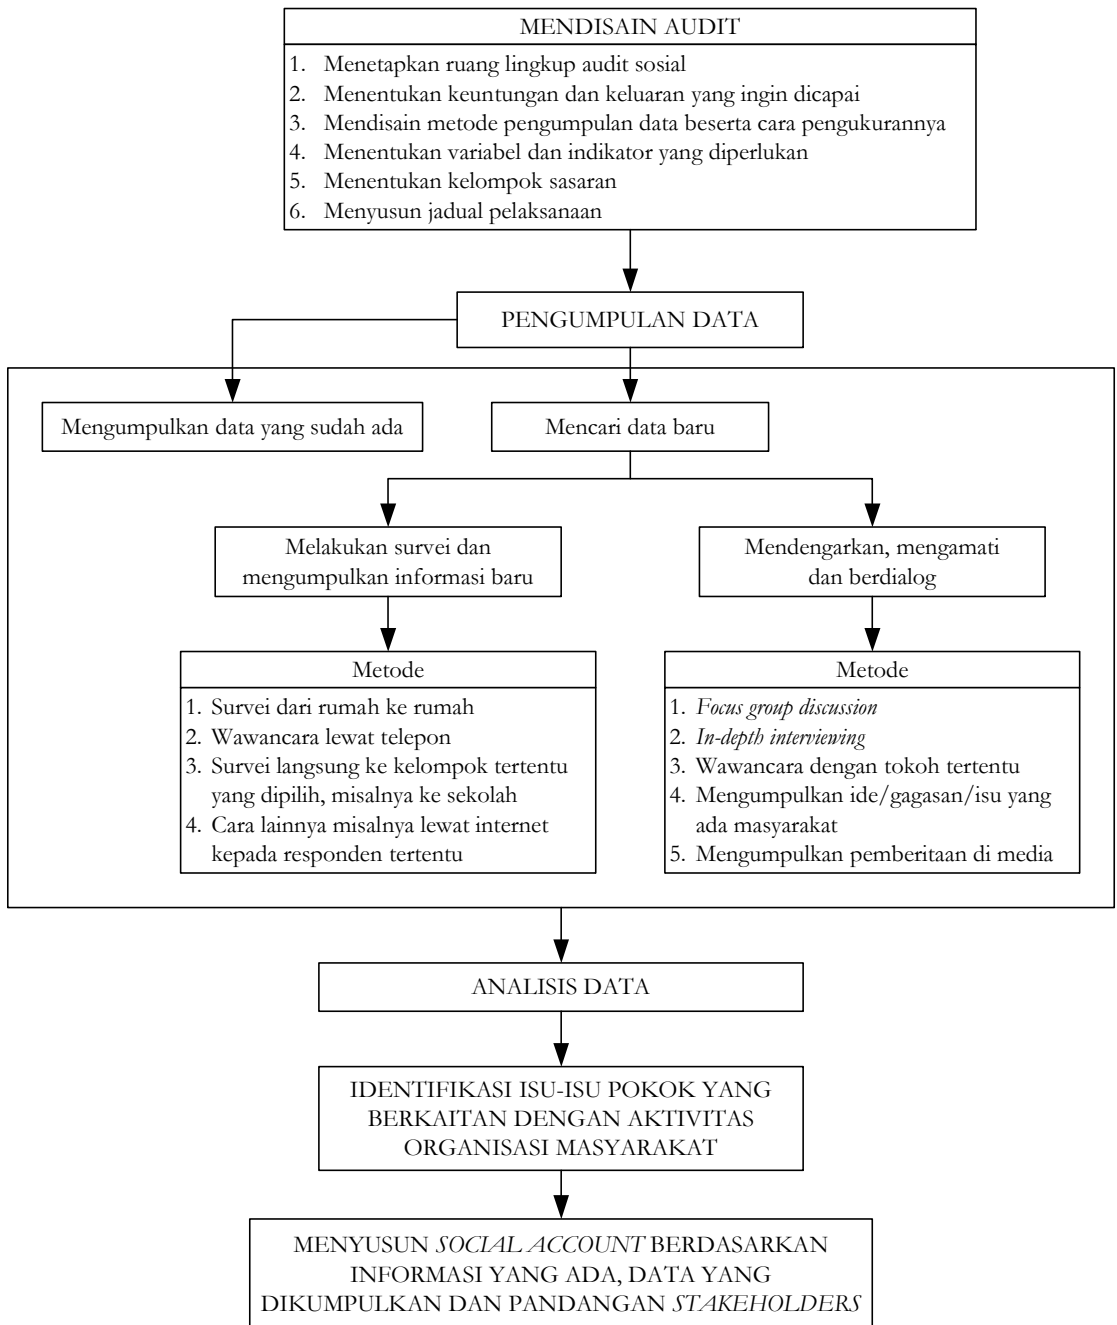 MENDISAIN AUDIT
1. Menetapkan ruang lingkup audit sosial
2. Menentukan keuntungan dan keluaran yang ingin dicapai
3. Mendisain metode pengumpulan data beserta cara pengukurannya
4. Menentukan variabel dan indikator yang diperlukan
5. Menentukan kelompok sasaran
6. Menyusun jadual pelaksanaan
PENGUMPULAN DATA
Mengumpulkan data yang sudah ada
Mencari data baru
Melakukan survei dan
mengumpulkan informasi baru
Mendengarkan, mengamati
dan berdialog
Metode
1. Survei dari rumah ke rumah
2. Wawancara lewat telepon
3. Survei langsung ke kelompok tertentu
yang dipilih, misalnya ke sekolah
4. Cara lainnya misalnya lewat internet
kepada responden tertentu
Metode
1. Focus group discussion
2. In-depth interviewing
3. Wawancara dengan tokoh tertentu
4. Mengumpulkan ide/gagasan/isu yang
ada masyarakat
5. Mengumpulkan pemberitaan di media
ANALISIS DATA
IDENTIFIKASI ISU-ISU POKOK YANG
BERKAITAN DENGAN AKTIVITAS
ORGANISASI MASYARAKAT
MENYUSUN SOCIAL ACCOUNT BERDASARKAN
INFORMASI YANG ADA, DATA YANG
DIKUMPULKAN DAN PANDANGAN STAKEHOLDERS